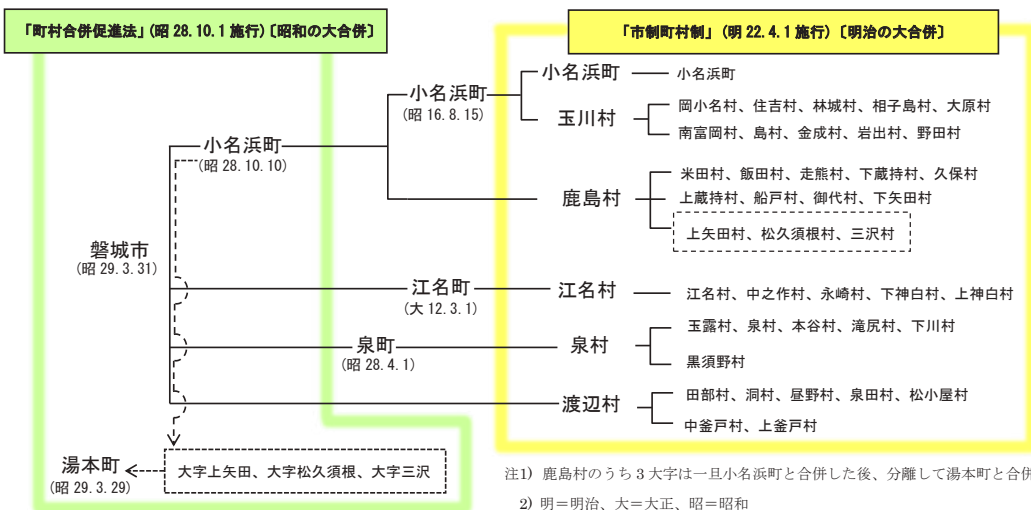 「町村合併促進法」(昭 28.10.1 施行)〔昭和の大合併〕
「市制町村制」(明 22.4.1 施行)〔明治の大合併〕
小名浜町
小名浜町
小名浜町
(昭 16.8.15)
玉川村
岡小名村、住吉村、林城村、相子島村、大原村
南富岡村、島村、金成村、岩出村、野田村
小名浜町
(昭 28.10.10)
鹿島村
米田村、飯田村、走熊村、下蔵持村、久保村
上蔵持村、船戸村、御代村、下矢田村
上矢田村、松久須根村、三沢村
磐城市
(昭 29.3.31)
江名町
(大 12.3.1)
江名村
江名村、中之作村、永崎村、下神白村、上神白村
泉町
(昭 28.4.1)
泉村
玉露村、泉村、本谷村、滝尻村、下川村
黒須野村
渡辺村
田部村、洞村、昼野村、泉田村、松小屋村
中釜戸村、上釜戸村
湯本町
(昭 29.3.29)
大字上矢田、大字松久須根、大字三沢
注1) 鹿島村のうち3大字は一旦小名浜町と合併した後、分離して湯本町と合併
2) 明=明治、大=大正、昭=昭和